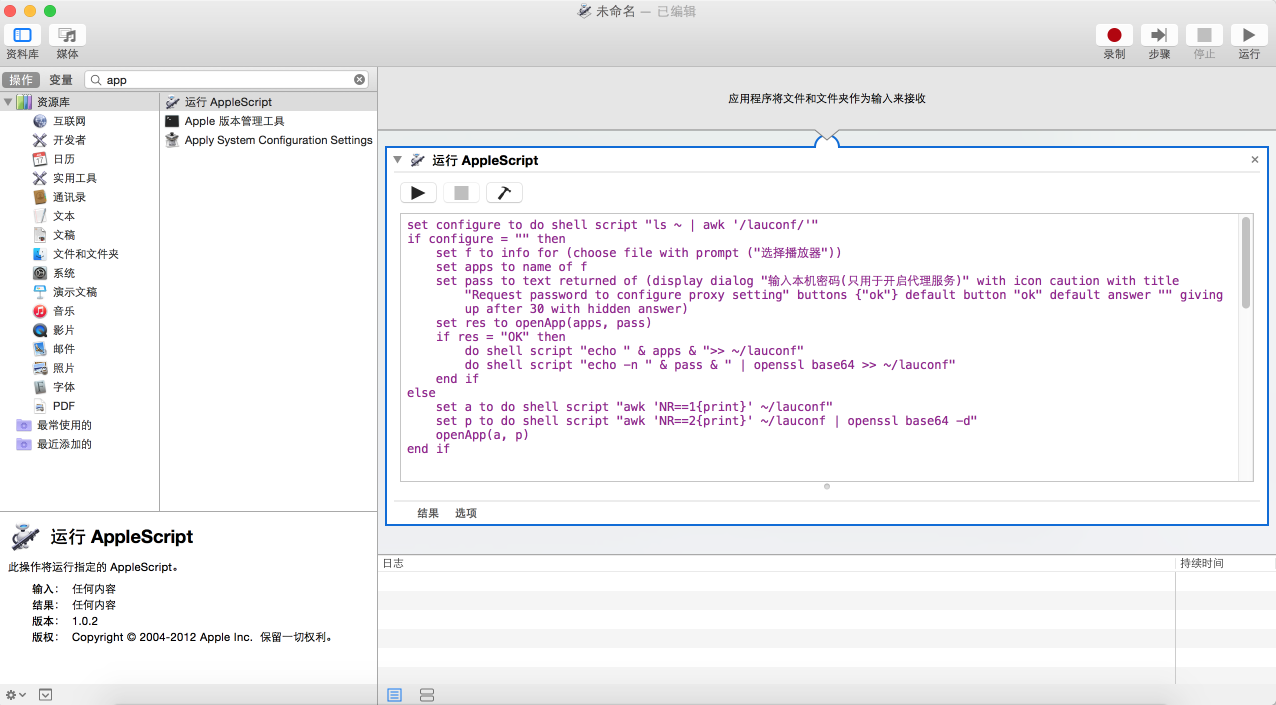 未命名 — 已编辑
资料库
媒体
录制
步骤
停止
运行
操作
变量
app
资源库
互联网
开发者
日历
实用工具
通讯录
文本
文稿
文件和文件夹
系统
演示文稿
音乐
影片
邮件
照片
字体
PDF
最常使用的
最近添加的
运行 AppleScript
Apple 版本管理工具
Apply System Configuration Settings
应用程序将文件和文件夹作为输入来接收
运行 AppleScript
set configure to do shell script "ls ~ | awk '/lauconf/'"
if configure = "" then
set f to info for (choose file with prompt ("选择播放器"))
set apps to name of f
set pass to text returned of (display dialog "输入本机密码(只用于开启代理服务)" with icon caution with title
"Request password to configure proxy setting" buttons {"ok"} default button "ok" default answer "" giving
up after 30 with hidden answer)
set res to openApp(apps, pass)
if res = "OK" then
do shell script "echo " & apps & ">> ~/lauconf"
do shell script "echo -n " & pass & " | openssl base64 >> ~/lauconf"
end if
else
set a to do shell script "awk 'NR==1{print}' ~/lauconf"
set p to do shell script "awk 'NR==2{print}' ~/lauconf | openssl base64 -d"
openApp(a, p)
end if
结果
选项
运行 AppleScript
此操作将运行指定的 AppleScript。
输入： 任何内容
结果： 任何内容
版本： 1.0.2
版权： Copyright © 2004-2012 Apple Inc. 保留一切权利。
日志
持续时间